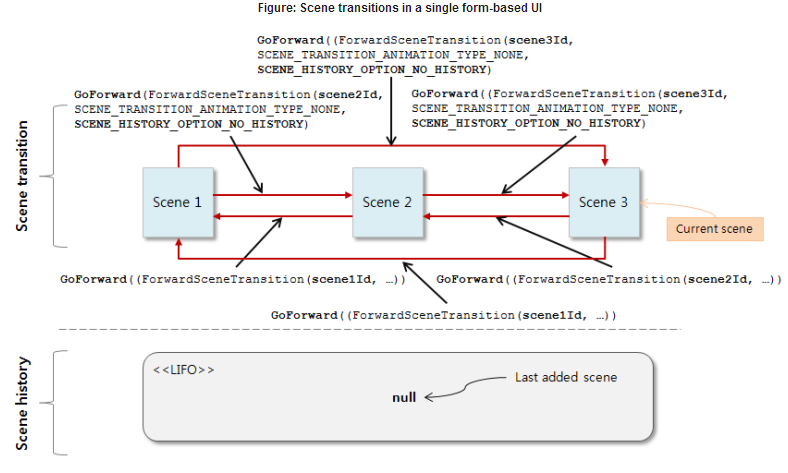 Figure: Scene transitions in a single form-based UI
GoForward((ForwardSceneTransition(scene3Id,
SCENE_TRANSITION_ANIMATION_TYPE_NONE,
SCENE_HISTORY_OPTION_NO_HISTORY)
GoForward(ForwardSceneTransition(scene2Id,
SCENE_TRANSITION_ANIMATION_TYPE_NONE,
SCENE_HISTORY_OPTION_NO_HISTORY)
GoForward((ForwardSceneTransition(scene3Id,
SCENE_TRANSITION_ANIMATION_TYPE_NONE,
SCENE_HISTORY_OPTION_NO_HISTORY)
Scene transition
Scene 1
Scene 2
Scene 3
Current scene
GoForward((ForwardSceneTransition(scene1Id, …))
GoForward((ForwardSceneTransition(scene2Id, …))
GoForward((ForwardSceneTransition(scene1Id, …))
Scene history
<<LIFO>>
Last added scene
null